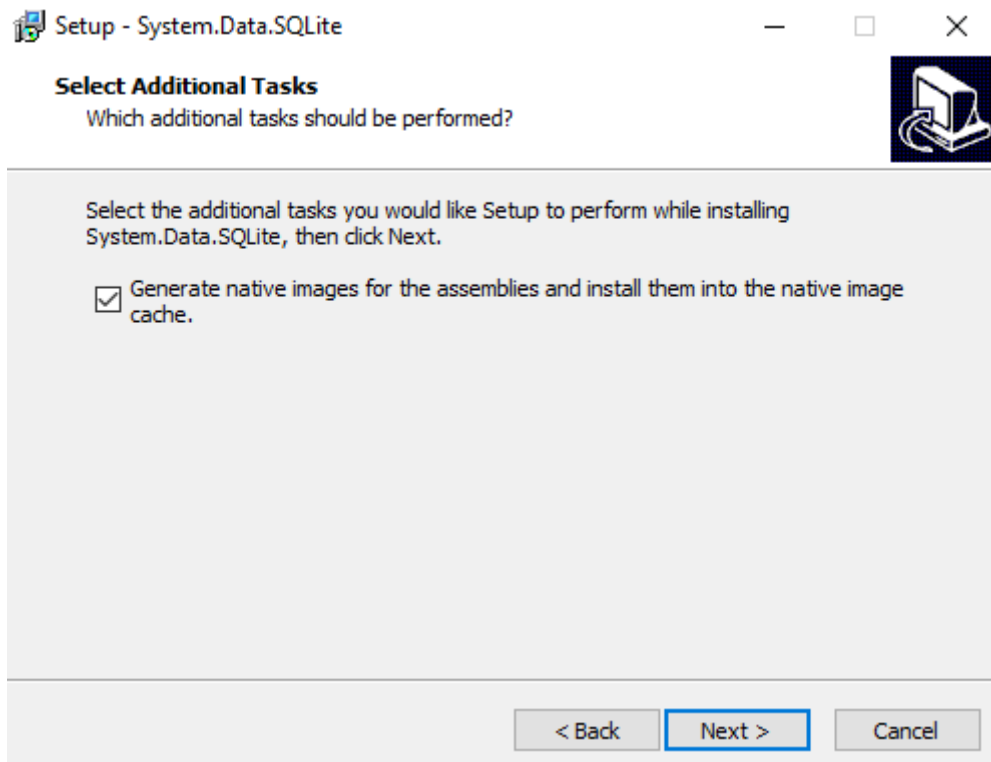 Setup - System.Data.SQLite
Select Additional Tasks
Which additional tasks should be performed?
Select the additional tasks you would like Setup to perform while installing
System.Data.SQLite, then click Next.
Generate native images for the assemblies and install them into the native image
cache.
< Back
Next >
Cancel